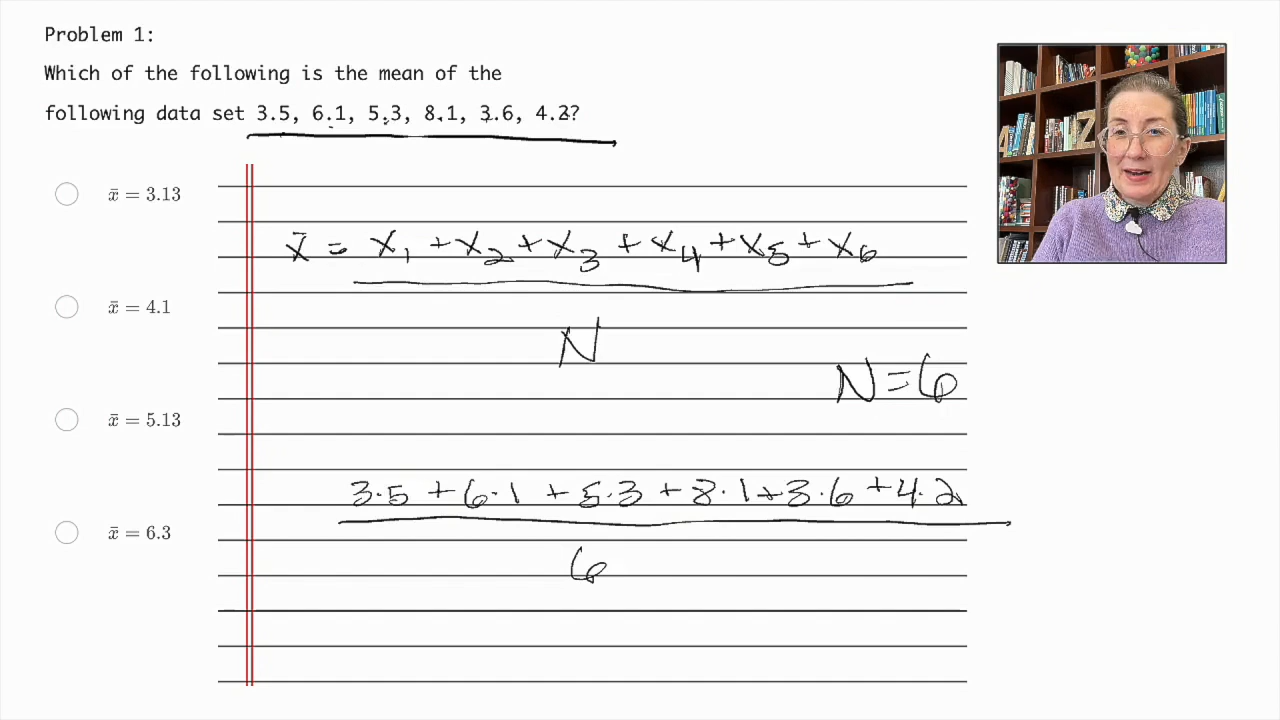 Problem 1:
Which of the following is the mean of the
following data set 3.5, 6.1, 5.3, 8.1, 3.6, 4.2?
x̄ = 3.13
x̄ = x₁ + x₂ + x₃ + x₄ + x₅ + x₆
x̄ = 4.1
N
N=6
x̄ = 5.13
3.5 + 6.1 + 5.3 + 8.1 + 3.6 + 4.2
x̄ = 6.3
6